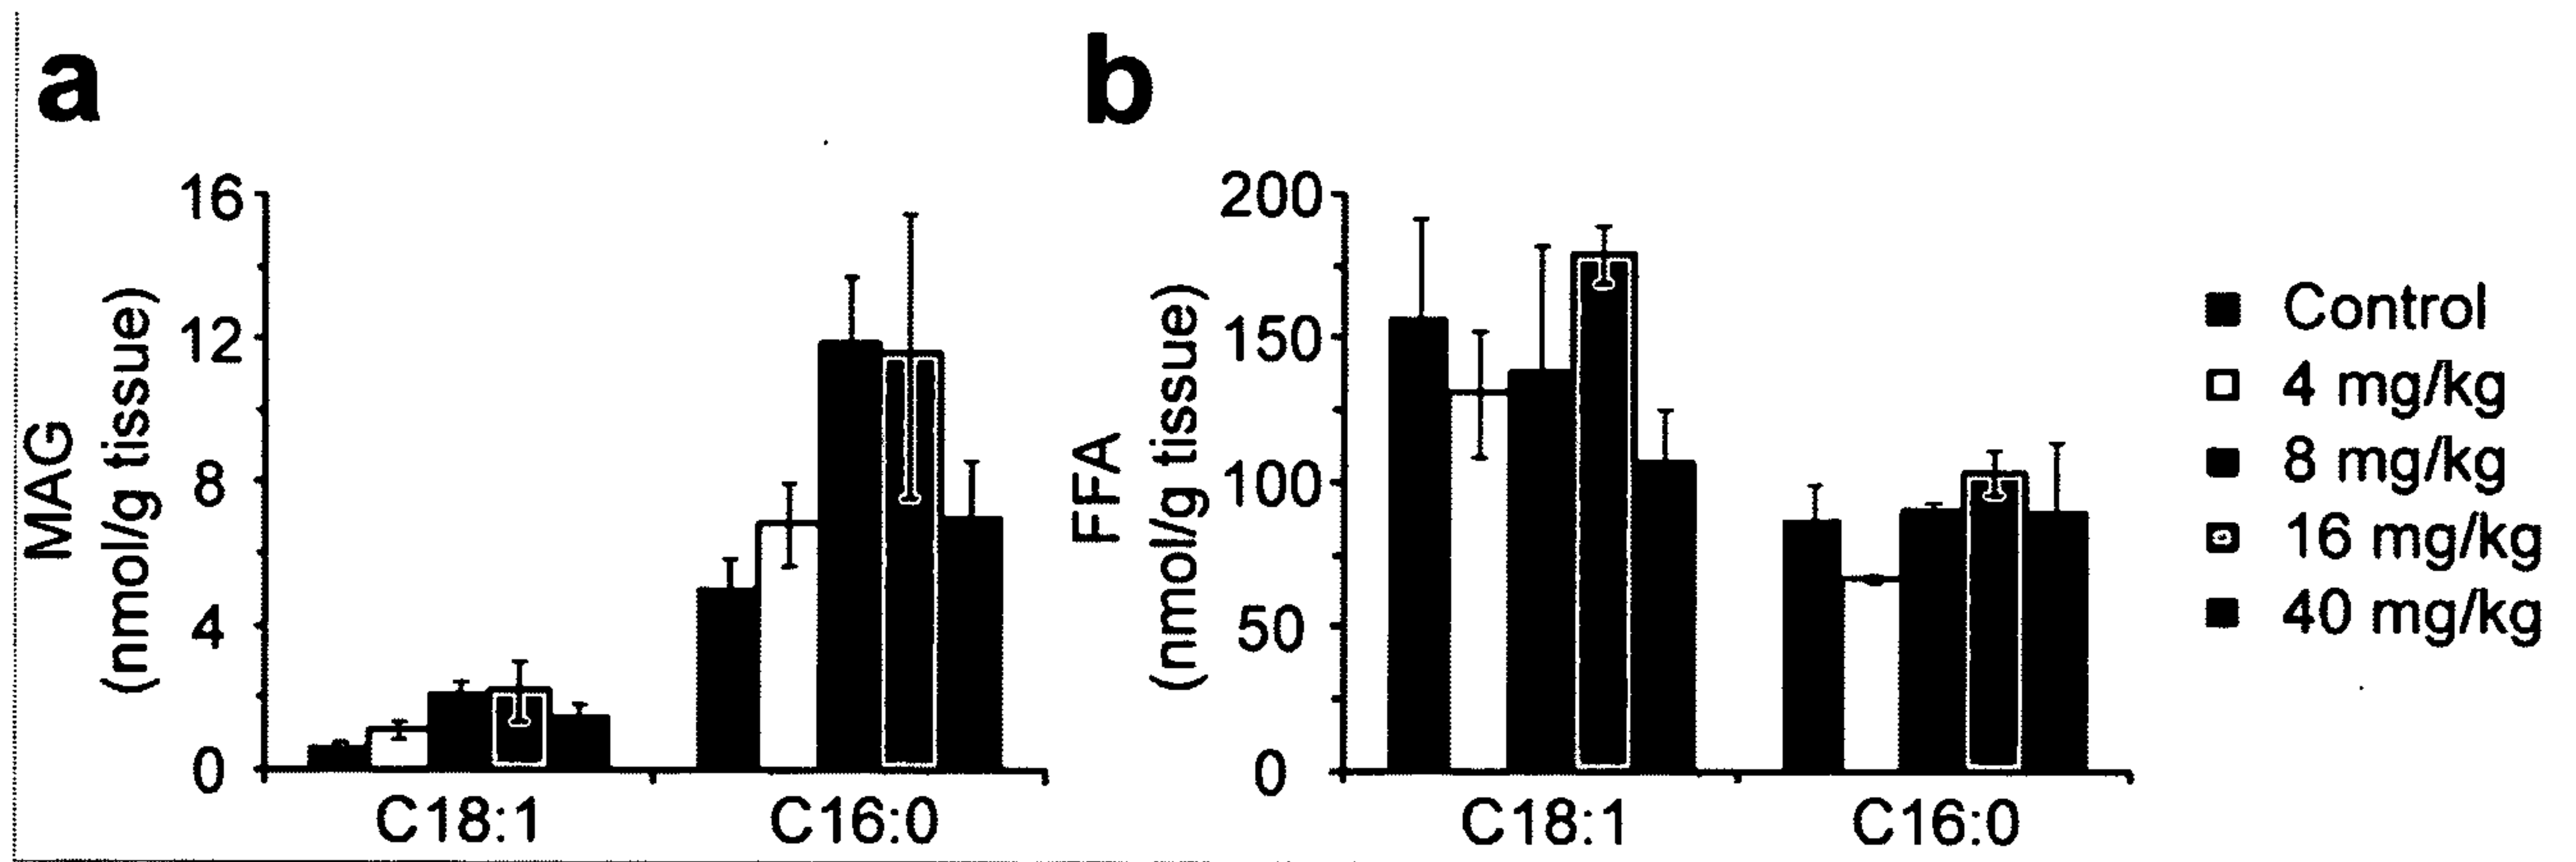 a
MAG
(nmol/g tissue)
16
12
8
4
0
C18:1
C16:0
b
FFA
(nmol/g tissue)
200
150
100
50
0
C18:1
C16:0
Control
4 mg/kg
8 mg/kg
16 mg/kg
40 mg/kg